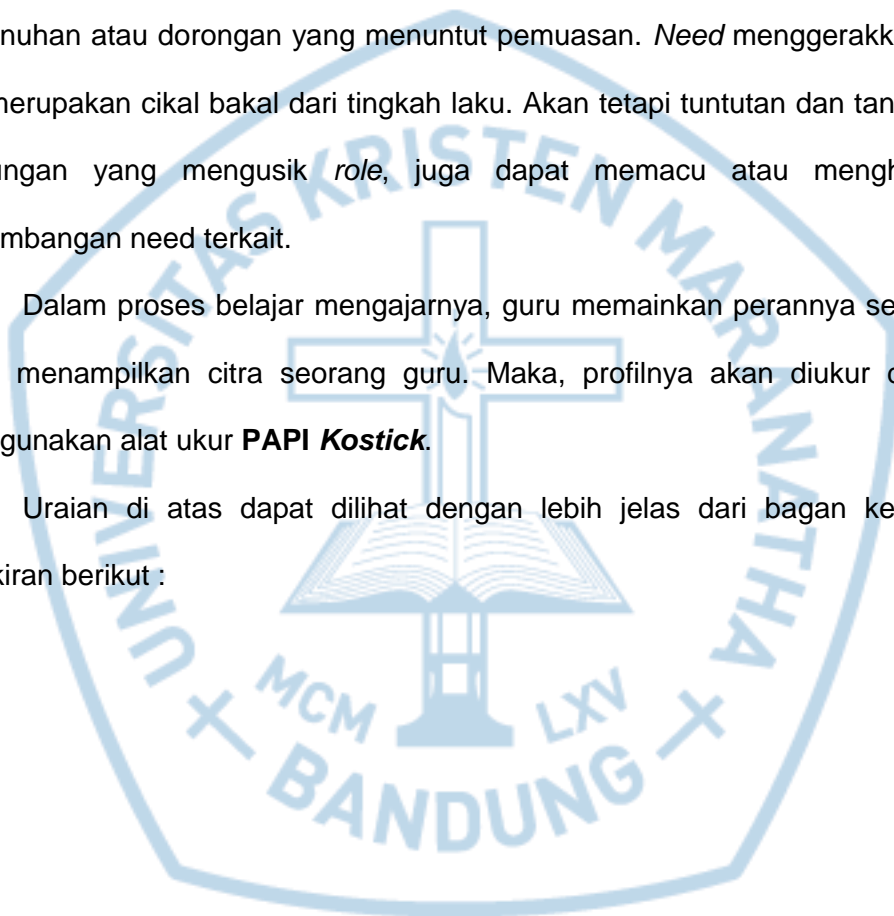 nuhan atau dorongan yang menuntut pemuasan. Need menggerakk
merupakan cikal bakal dari tingkah laku. Akan tetapi tuntutan dan tan
ungan yang mengusik role, juga dapat memacu atau mengh
mbangan need terkait.
Dalam proses belajar mengajarnya, guru memainkan perannya se
menampilkan citra seorang guru. Maka, profilnya akan diukur d
gunakan alat ukur PAPI Kostick.
Uraian di atas dapat dilihat dengan lebih jelas dari bagan ke
kiran berikut :
UNIVERSITAS KRISTEN MARANATHA
MCM LXV
BANDUNG